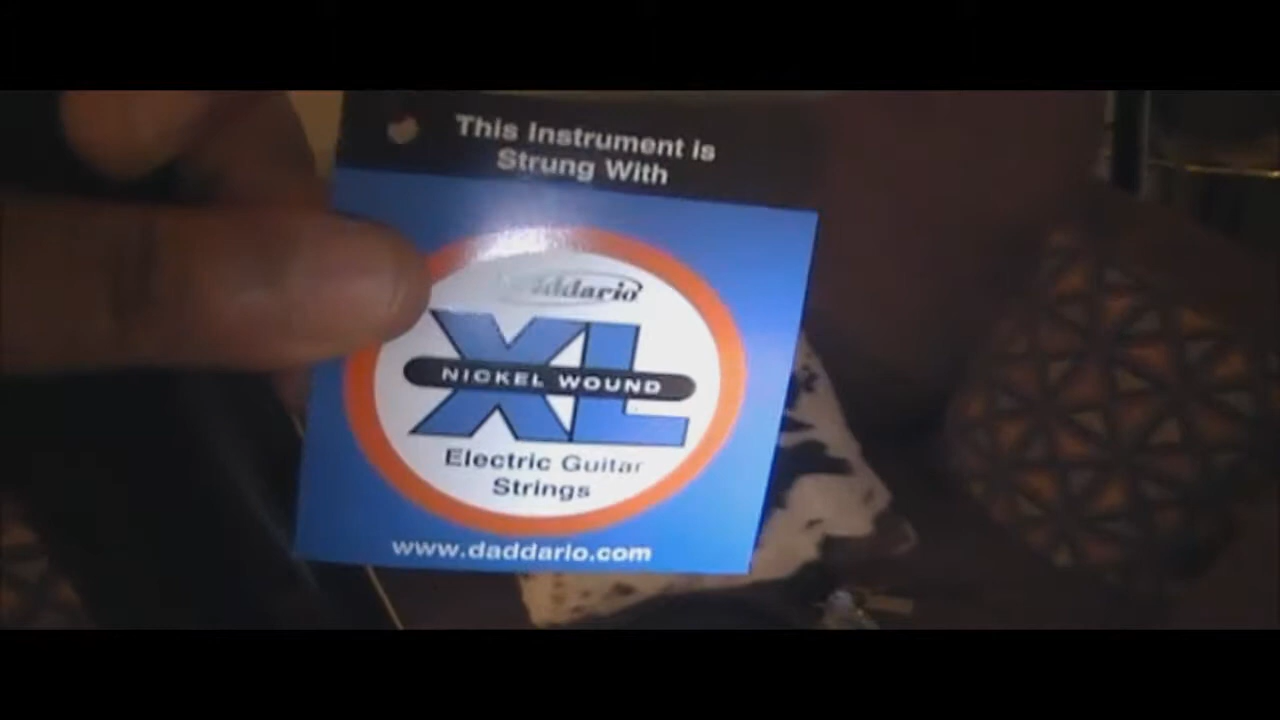 This Instrument is
Strung With
D'Addario
XL
NICKEL WOUND
Electric Guitar
Strings
www.daddario.com